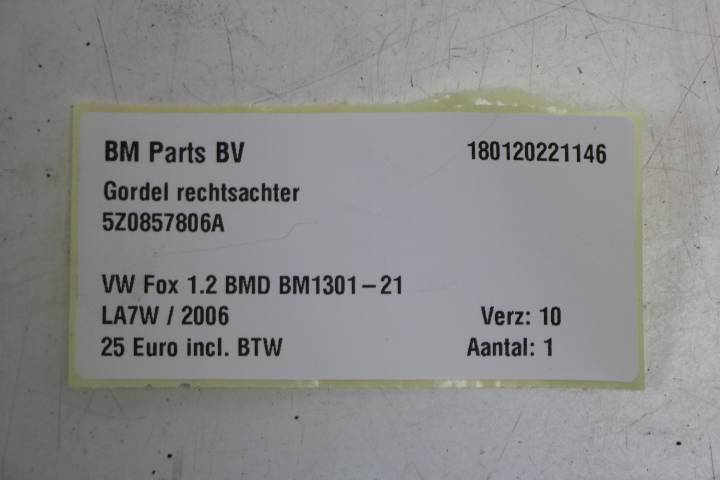 BM Parts BV 180120221146
Gordel rechtsachter
5Z0857806A
VW Fox 1.2 BMD BM1301-21
LA7W / 2006 Verz: 10
25 Euro incl. BTW Aantal: 1